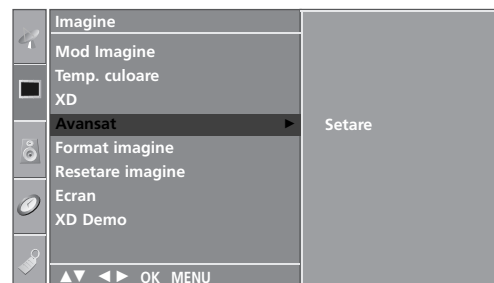 Imagine
Mod Imagine
Temp. culoare
XD
Avansat ► Setare
Format imagine
Resetare imagine
Ecran
XD Demo
▲▼ ◄► OK MENU